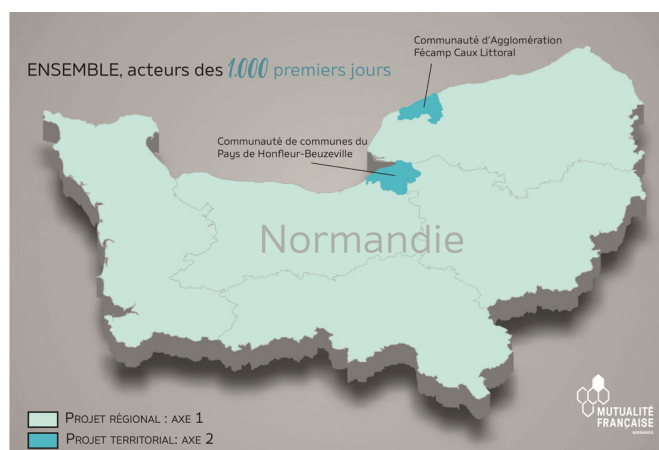 Communauté d'Agglomération
Fécamp Caux Littoral
ENSEMBLE, acteurs des 1.000 premiers jours
Communauté de communes du
Pays de Honfleur-Beuzeville
Normandie
PROJET RÉGIONAL : AXE 1
PROJET TERRITORIAL: AXE 2
MUTUALITÉ
FRANÇAISE
NORMANDIE